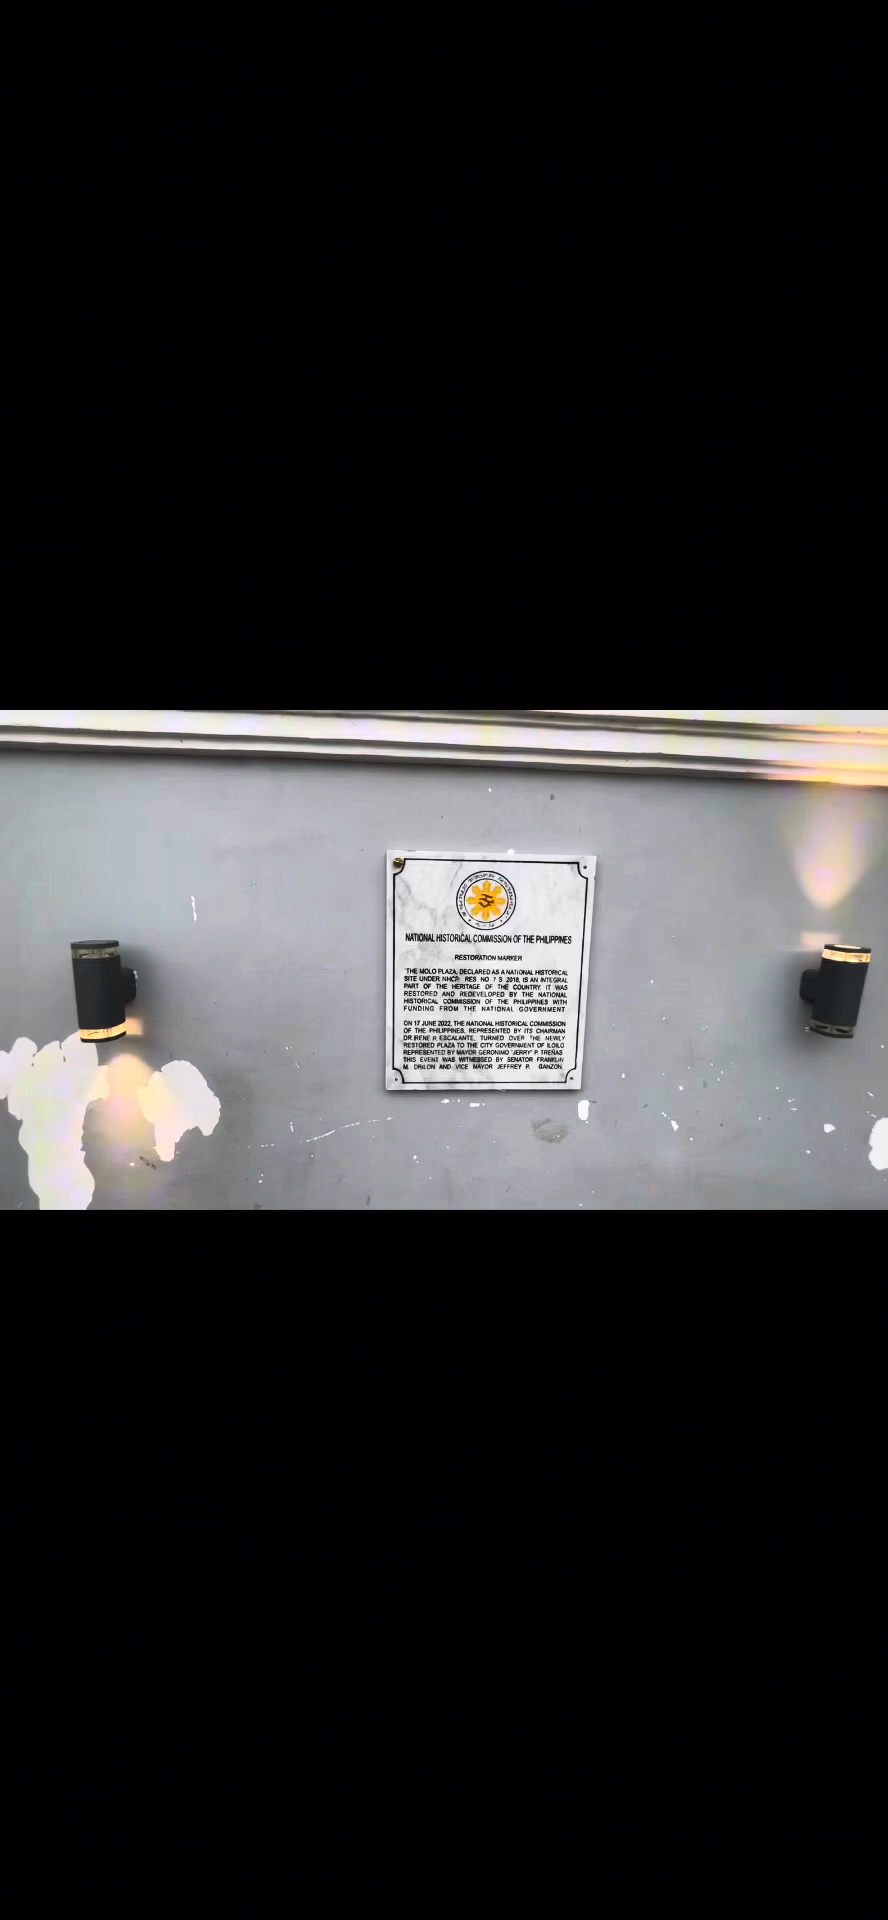 NATIONAL HISTORICAL COMMISSION OF THE PHILIPPINES
RESTORATION MARKER
THE MOLO PLAZA, DECLARED AS A NATIONAL HISTORICAL
SITE UNDER NHCP RES NO 7 S 2018, IS AN INTEGRAL
PART OF THE HERITAGE OF THE COUNTRY. IT WAS
RESTORED AND REDEVELOPED BY THE NATIONAL
HISTORICAL COMMISSION OF THE PHILIPPINES WITH
FUNDING FROM THE NATIONAL GOVERNMENT
ON 17 JUNE 2022, THE NATIONAL HISTORICAL COMMISSION
OF THE PHILIPPINES, REPRESENTED BY ITS CHAIRMAN
DR RENE R ESCALANTE, TURNED OVER THE NEWLY
RESTORED PLAZA TO THE CITY GOVERNMENT OF ILOILO
REPRESENTED BY MAYOR GERONIMO "JERRY" P. TREÑAS
THIS EVENT WAS WITNESSED BY SENATOR FRANKLIN
M. DRILON AND VICE MAYOR JEFFREY P. GANZON.